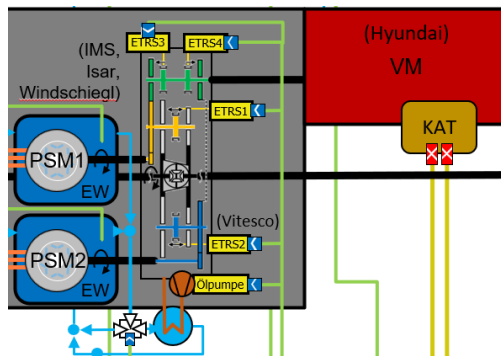 ETRS3
ETRS4
(IMS,
Isar,
Windschiegl)
(Hyundai)
VM
ETRS1
KAT
PSM1
EW
(Vitesco)
ETRS2
PSM2
EW
Ölpumpe